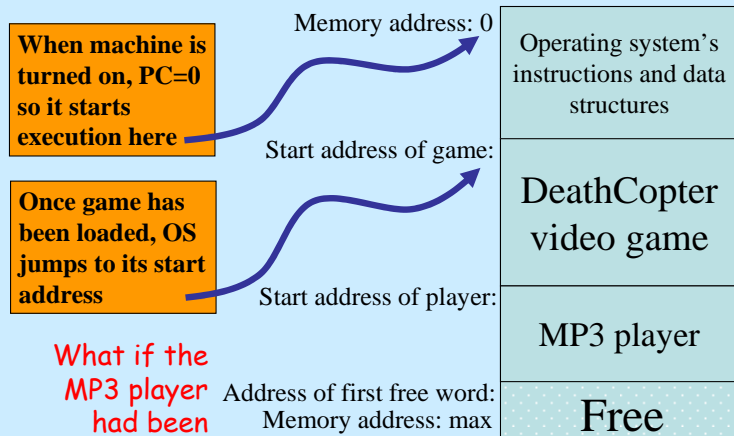 When machine is
turned on, PC=0
so it starts
execution here
Once game has
been loaded, OS
jumps to its start
address
What if the
MP3 player
had been
Memory address: 0
Start address of game:
Start address of player:
Address of first free word:
Memory address: max
Operating system's
instructions and data
structures
DeathCopter
video game
MP3 player
Free